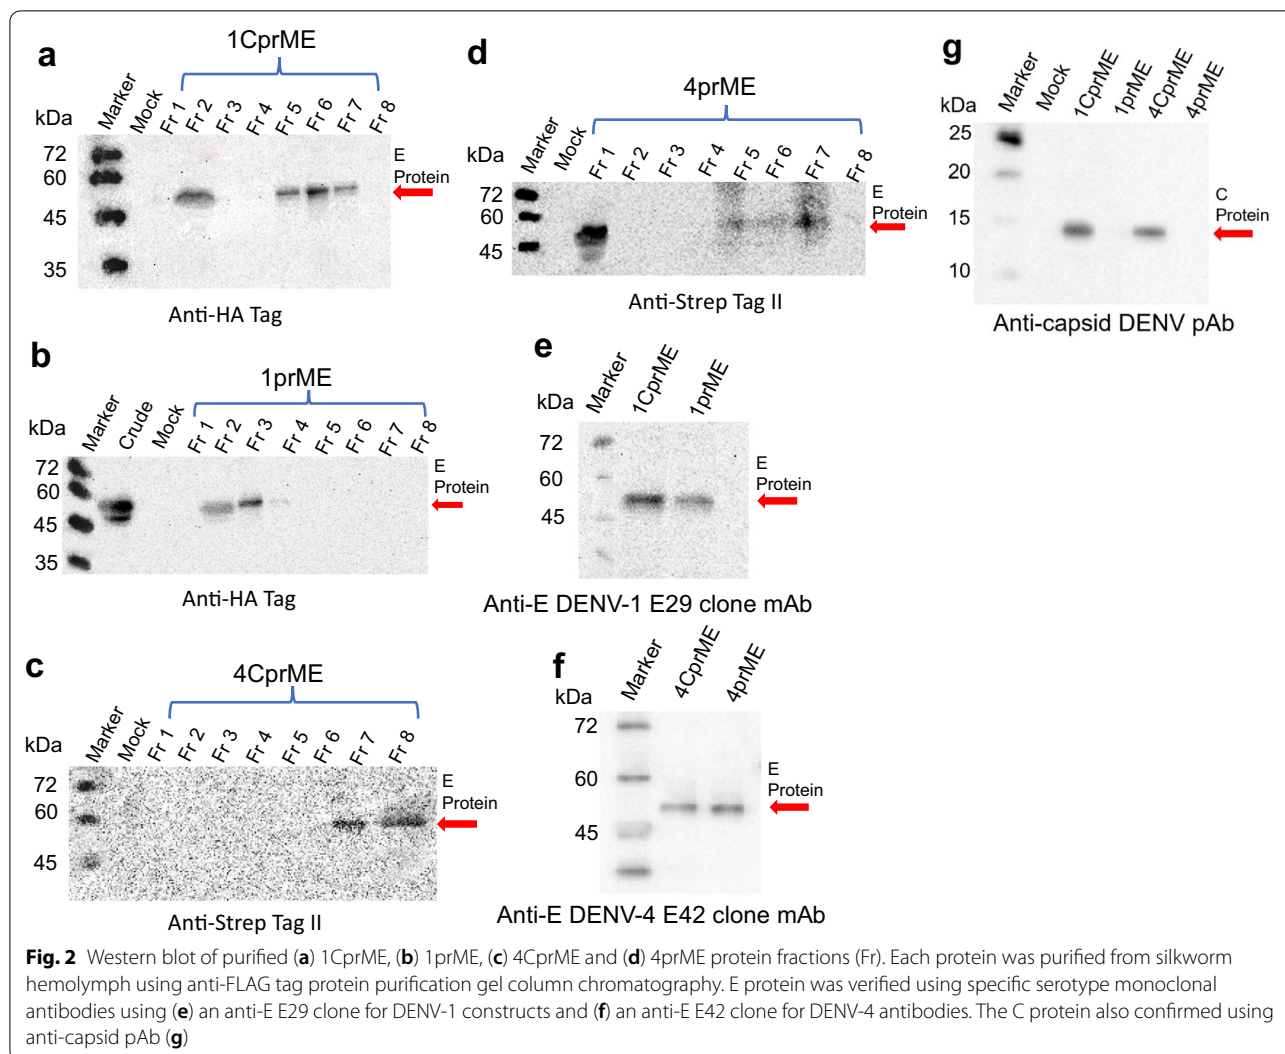 a
1CprME
kDa
Marker
Mock
Fr 1
Fr 2
Fr 3
Fr 4
Fr 5
Fr 6
Fr 7
Fr 8
72
60
45
35
E
Protein
Anti-HA Tag
b
1prME
kDa
Marker
Crude
Mock
Fr 1
Fr 2
Fr 3
Fr 4
Fr 5
Fr 6
Fr 7
Fr 8
72
60
45
35
E
Protein
Anti-HA Tag
c
4CprME
kDa
Marker
Mock
Fr 1
Fr 2
Fr 3
Fr 4
Fr 5
Fr 6
Fr 7
Fr 8
72
60
45
E
Protein
Anti-Strep Tag II
d
4prME
kDa
Marker
Mock
Fr 1
Fr 2
Fr 3
Fr 4
Fr 5
Fr 6
Fr 7
Fr 8
72
60
45
E
Protein
Anti-Strep Tag II
e
kDa
Marker
1CprME
1prME
72
60
45
E
Protein
Anti-E DENV-1 E29 clone mAb
f
kDa
Marker
4CprME
4prME
72
60
45
E
Protein
Anti-E DENV-4 E42 clone mAb
g
kDa
Marker
Mock
1CprME
1prME
4CprME
4prME
25
20
15
10
C
Protein
Anti-capsid DENV pAb
Fig. 2 Western blot of purified (a) 1CprME, (b) 1prME, (c) 4CprME and (d) 4prME protein fractions (Fr). Each protein was purified from silkworm
hemolymph using anti-FLAG tag protein purification gel column chromatography. E protein was verified using specific serotype monoclonal
antibodies using (e) an anti-E E29 clone for DENV-1 constructs and (f) an anti-E E42 clone for DENV-4 antibodies. The C protein also confirmed using
anti-capsid pAb (g)